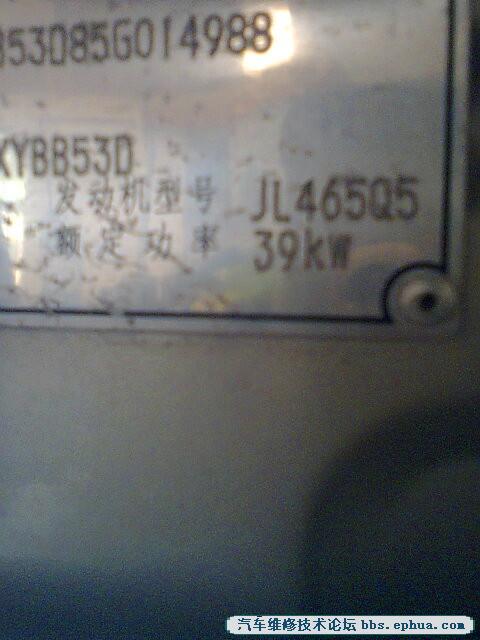 B53D85G014988
XYBB53D
发动机型号 JL465Q5
额定功率 39kW
汽车维修技术论坛 bbs.ephua.com